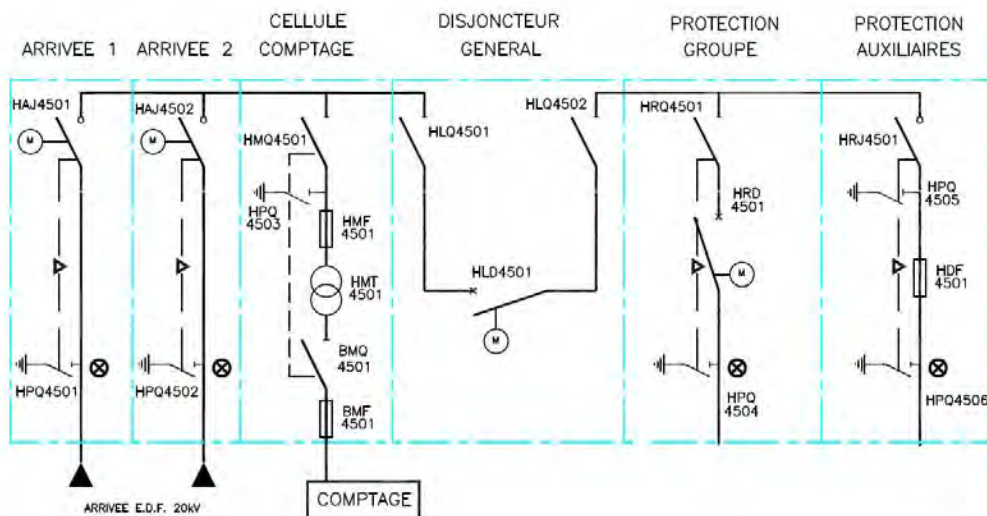 CELLULE
COMPTAGE
DISJONCTEUR
GENERAL
PROTECTION
GROUPE
PROTECTION
AUXILIAIRES
ARRIVEE 1
ARRIVEE 2
HAJ4501
HAJ4502
HMQ4501
HLQ4501
HLQ4502
HRQ4501
HRJ4501
M
M
HPQ
4503
HMF
4501
HMT
4501
HRD
4501
HPQ
4505
HDF
4501
HLD4501
M
M
BMQ
4501
HPQ4501
HPQ4502
BMF
4501
HPQ
4504
HPQ4506
COMPTAGE
ARRIVEE E.D.F. 20kV